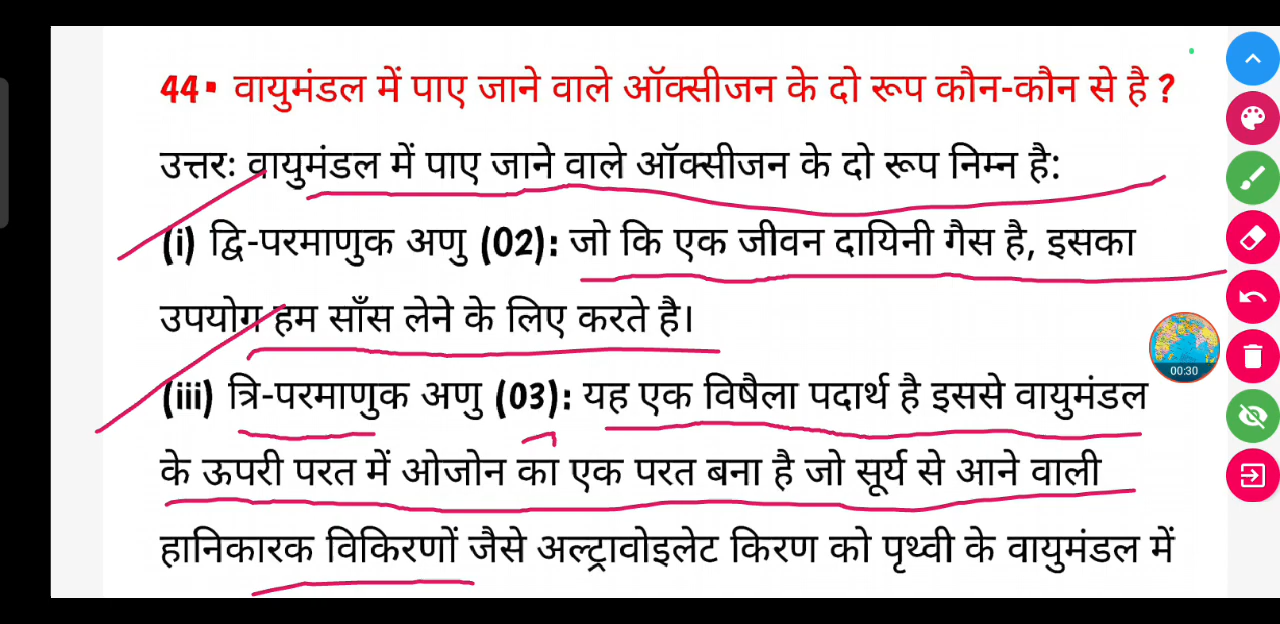 44. वायुमंडल में पाए जाने वाले ऑक्सीजन के दो रूप कौन-कौन से है ?
उत्तरः वायुमंडल में पाए जाने वाले ऑक्सीजन के दो रूप निम्न है:
(i) द्वि-परमाणुक अणु (02): जो कि एक जीवन दायिनी गैस है, इसका
उपयोग हम साँस लेने के लिए करते है।
(iii) त्रि-परमाणुक अणु (03): यह एक विषैला पदार्थ है इससे वायुमंडल
के ऊपरी परत में ओजोन का एक परत बना है जो सूर्य से आने वाली
हानिकारक विकिरणों जैसे अल्ट्रावोइलेट किरण को पृथ्वी के वायुमंडल में
00:30